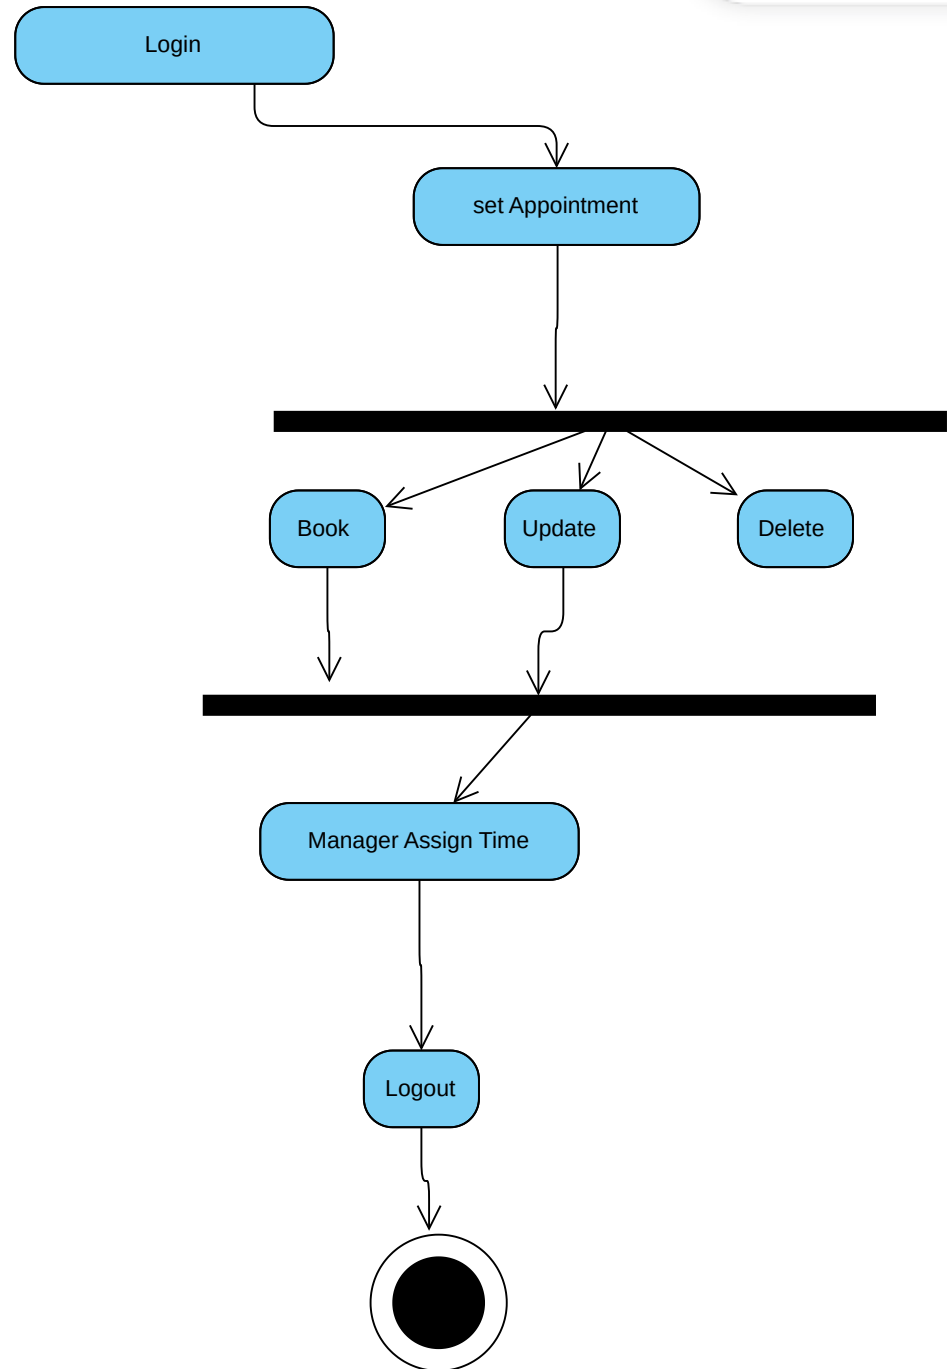 Login
set Appointment
Book
Update
Delete
Manager Assign Time
Logout